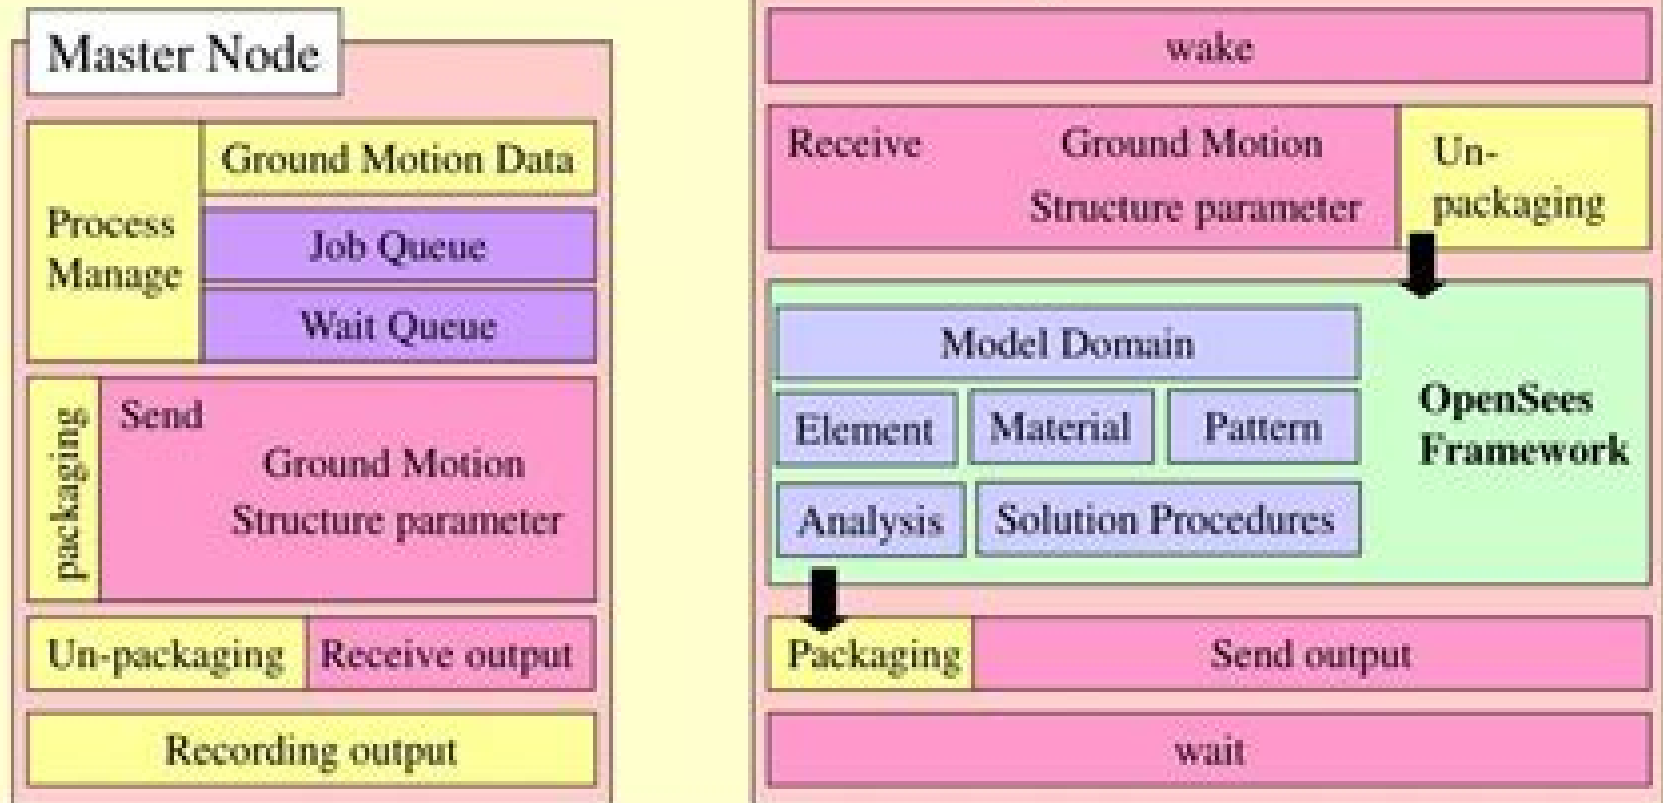 Master Node
Process
Manage
Ground Motion Data
Job Queue
Wait Queue
packaging
Send
Ground Motion
Structure parameter
Un-packaging
Receive output
Recording output
wake
Receive
Ground Motion
Structure parameter
Un-
packaging
Model Domain
Element
Material
Pattern
Analysis
Solution Procedures
OpenSees
Framework
Packaging
Send output
wait